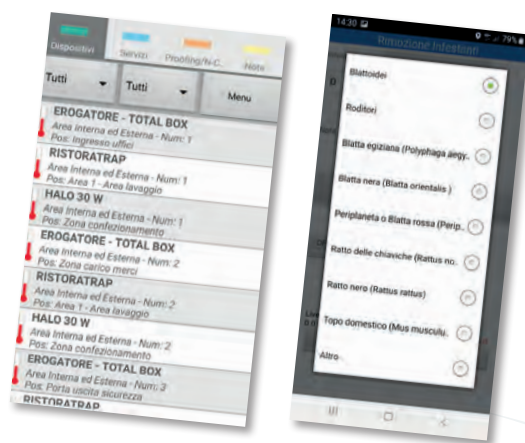 Dispositivi
Servizi
Proofing/N.C.
Note
Tutti
Tutti
Menu
EROGATORE - TOTAL BOX
Area Interna ed Esterna - Num: 1
Pos: Ingresso uffici
RISTORATRAP
Area Interna ed Esterna - Num: 1
Pos: Area 1 - Area lavaggio
HALO 30 W
Area Interna ed Esterna - Num: 1
Pos: Zona confezionamento
EROGATORE - TOTAL BOX
Area Interna ed Esterna - Num: 2
Pos: Zona carico merci
RISTORATRAP
Area Interna ed Esterna - Num: 2
Pos: Area 1 - Area lavaggio
HALO 30 W
Area Interna ed Esterna - Num: 2
Pos: Zona confezionamento
EROGATORE - TOTAL BOX
Area Interna ed Esterna - Num: 3
Pos: Porta uscita sicurezza
RISTORATRAP
14:30
79%
Rimozione Infestanti
Blattoidei
Roditori
Blatta egiziana (Polyphaga aegy..
Blatta nera (Blatta orientalis )
Periplaneta o Blatta rossa (Perip..
Ratto delle chiaviche (Rattus no..
Ratto nero (Rattus rattus)
Topo domestico (Mus musculu..
Altro